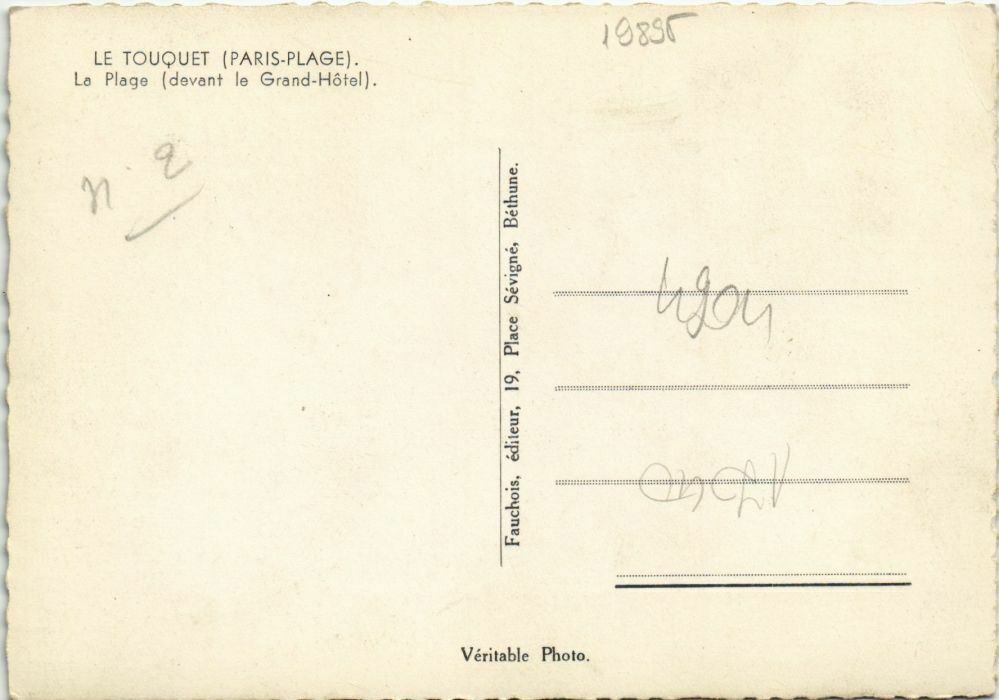 LE TOUQUET (PARIS-PLAGE).
La Plage (devant le Grand-Hôtel).
19895
n. 2
Fauchois, éditeur, 19, Place Sévigné, Béthune.
Véritable Photo.